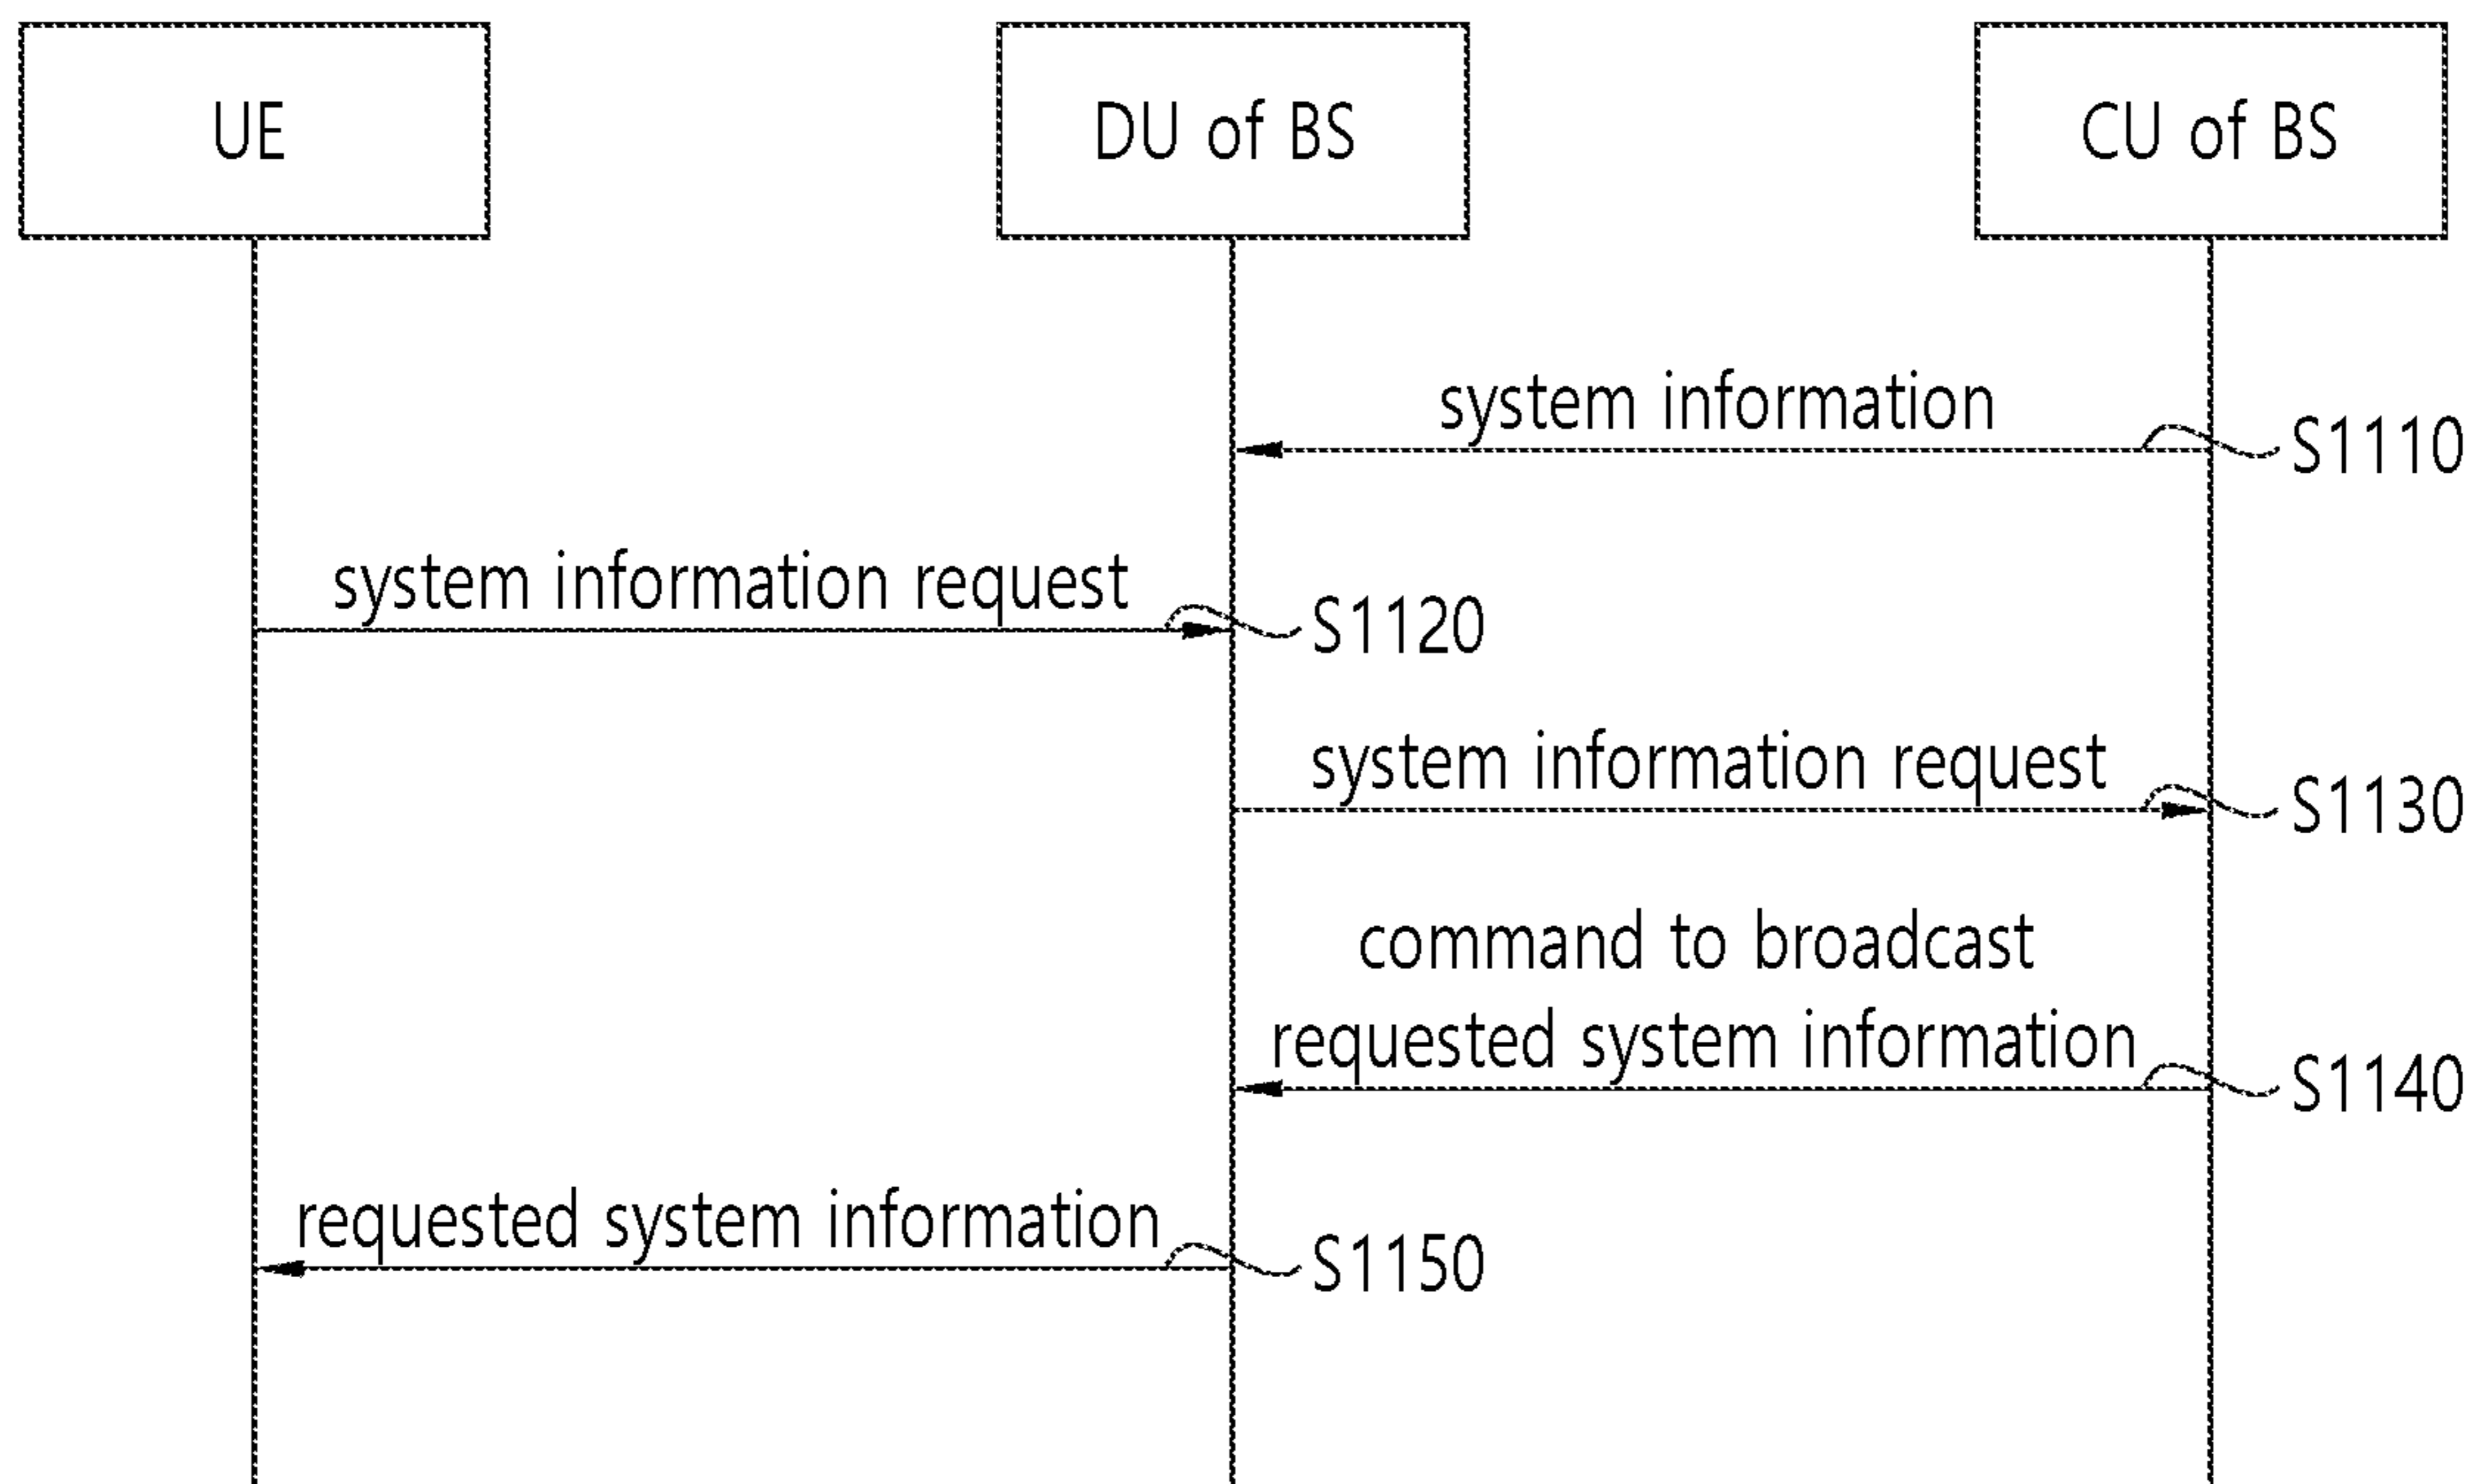 UE
DU of BS
CU of BS
system information
S1110
system information request
S1120
system information request
S1130
command to broadcast
requested system information
S1140
requested system information
S1150